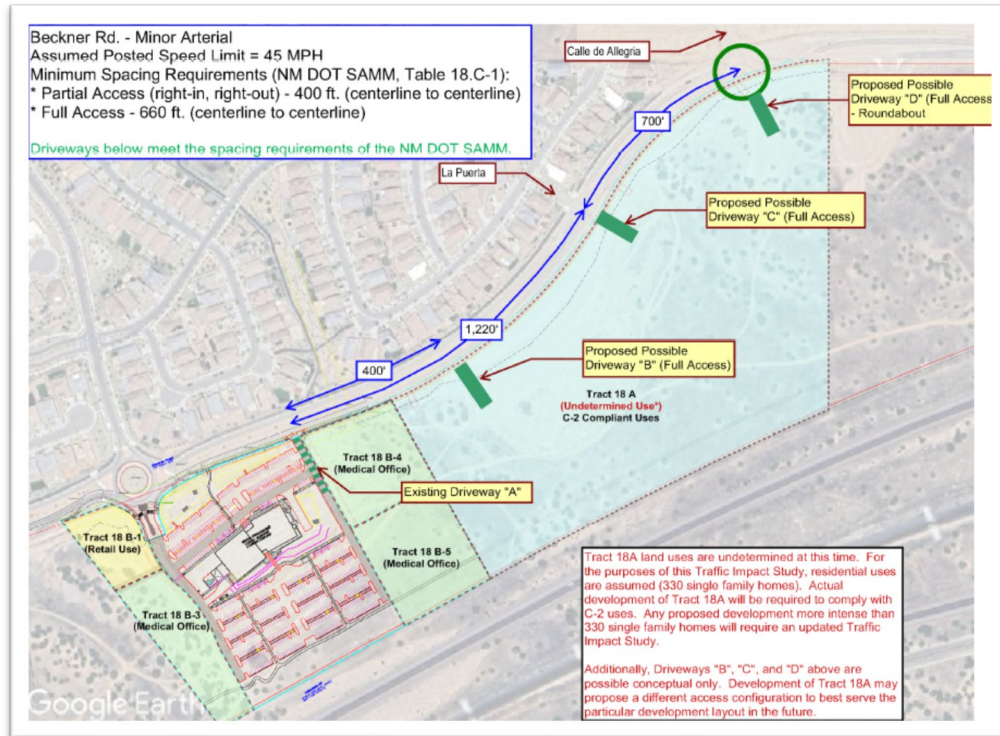 Beckner Rd. - Minor Arterial
Assumed Posted Speed Limit = 45 MPH
Minimum Spacing Requirements (NM DOT SAMM, Table 18.C-1):
* Partial Access (right-in, right-out) - 400 ft. (centerline to centerline)
* Full Access - 660 ft. (centerline to centerline)
Driveways below meet the spacing requirements of the NM DOT SAMM.
Calle de Allegria
Proposed Possible
Driveway "D" (Full Access
- Roundabout
700'
La Puerta
Proposed Possible
Driveway "C" (Full Access)
1,220'
400'
Proposed Possible
Driveway "B" (Full Access)
Tract 18 A
(Undetermined Use*)
C-2 Compliant Uses
Tract 18 B-4
(Medical Office)
Existing Driveway "A"
Tract 18 B-1
(Retail Use)
Tract 18 B-5
(Medical Office)
Tract 18 B-3
(Medical Office)
Tract 18A land uses are undetermined at this time. For
the purposes of this Traffic Impact Study, residential uses
are assumed (330 single family homes). Actual
development of Tract 18A will be required to comply with
C-2 uses. Any proposed development more intense than
330 single family homes will require an updated Traffic
Impact Study.
Additionally, Driveways "B", "C", and "D" above are
possible conceptual only. Development of Tract 18A may
propose a different access configuration to best serve the
particular development layout in the future.
Google Earth